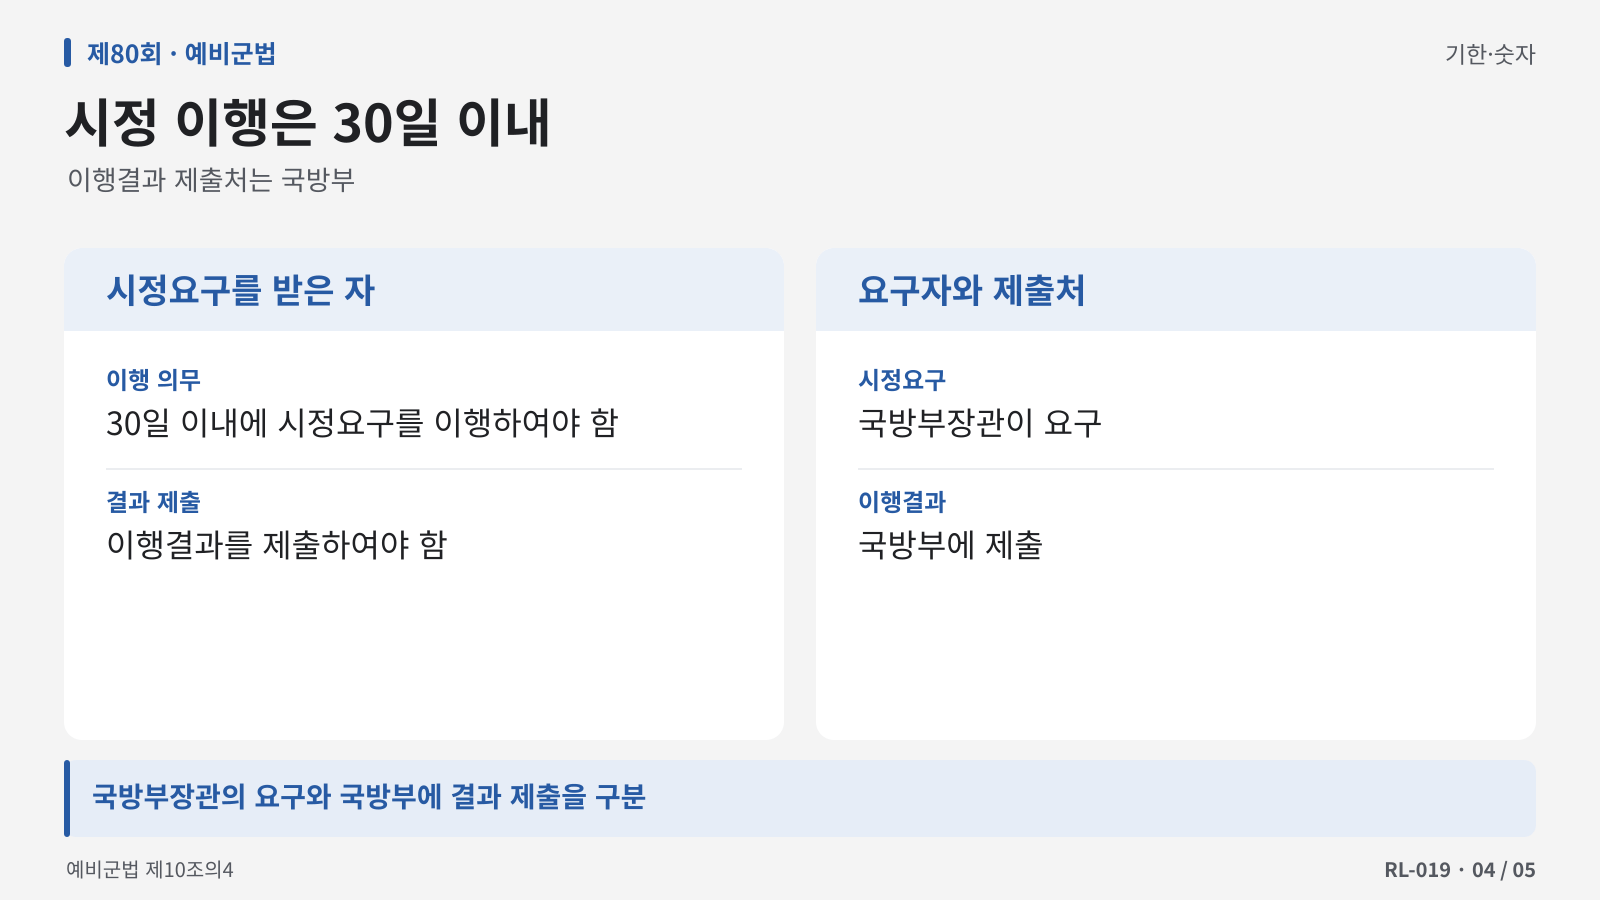 제80회 · 예비군법
기한·숫자
시정 이행은 30일 이내
이행결과 제출처는 국방부
시정요구를 받은 자
이행 의무
30일 이내에 시정요구를 이행하여야 함
결과 제출
이행결과를 제출하여야 함
요구자와 제출처
시정요구
국방부장관이 요구
이행결과
국방부에 제출
국방부장관의 요구와 국방부에 결과 제출을 구분
예비군법 제10조의4
RL-019 · 04 / 05